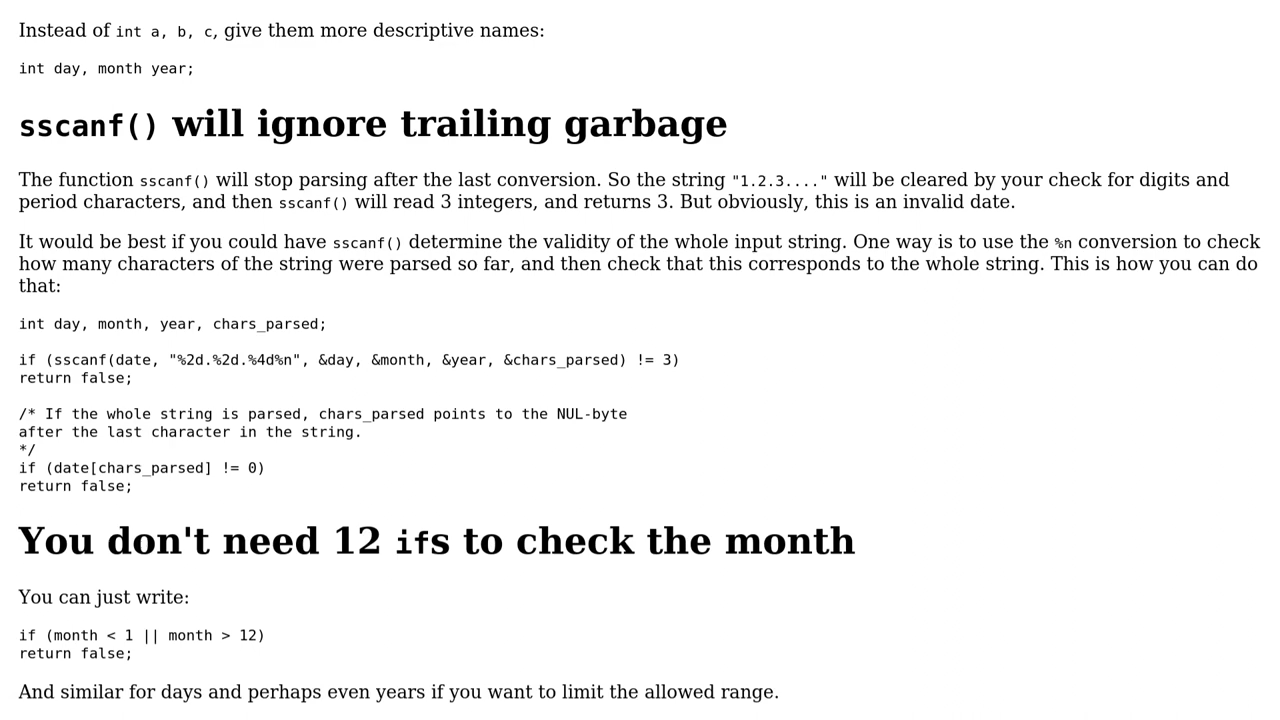 Instead of int a, b, c, give them more descriptive names:
int day, month year;
sscanf() will ignore trailing garbage
The function sscanf() will stop parsing after the last conversion. So the string "1.2.3...." will be cleared by your check for digits and
period characters, and then sscanf() will read 3 integers, and returns 3. But obviously, this is an invalid date.
It would be best if you could have sscanf() determine the validity of the whole input string. One way is to use the %n conversion to check
how many characters of the string were parsed so far, and then check that this corresponds to the whole string. This is how you can do
that:
int day, month, year, chars_parsed;
if (sscanf(date, "%2d.%2d.%4d%n", &day, &month, &year, &chars_parsed) != 3)
return false;
/* If the whole string is parsed, chars_parsed points to the NUL-byte
after the last character in the string.
*/
if (date[chars_parsed] != 0)
return false;
You don't need 12 ifs to check the month
You can just write:
if (month < 1 || month > 12)
return false;
And similar for days and perhaps even years if you want to limit the allowed range.